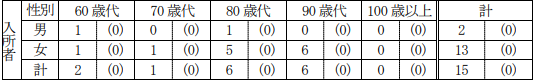 入所者 性別 60歳代 70歳代 80歳代 90歳代 100歳以上 計
男 1 (0) 0 (0) 1 (0) 0 (0) 0 (0) 2 (0)
女 1 (0) 1 (0) 5 (0) 6 (0) 0 (0) 13 (0)
計 2 (0) 1 (0) 6 (0) 6 (0) 0 (0) 15 (0)